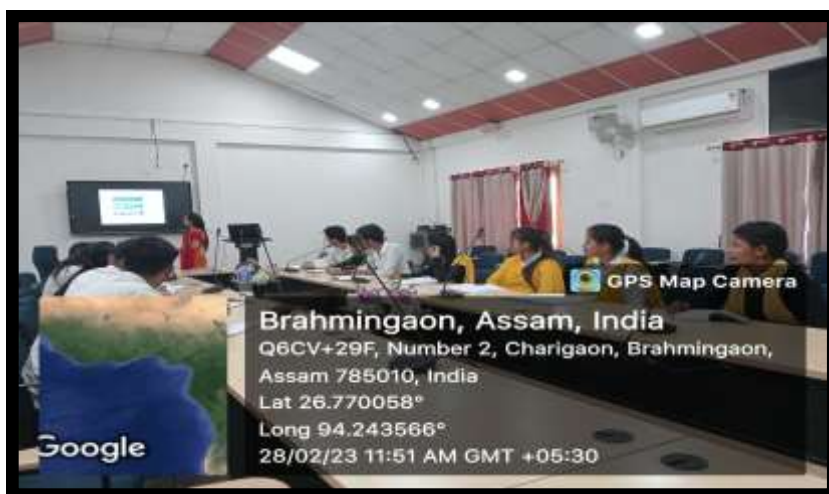 GPS Map Camera
Brahmingaon, Assam, India
Q6CV+29F, Number 2, Charigaon, Brahmingaon,
Assam 785010, India
Lat 26.770058°
Long 94.243566°
28/02/23 11:51 AM GMT +05:30
Google